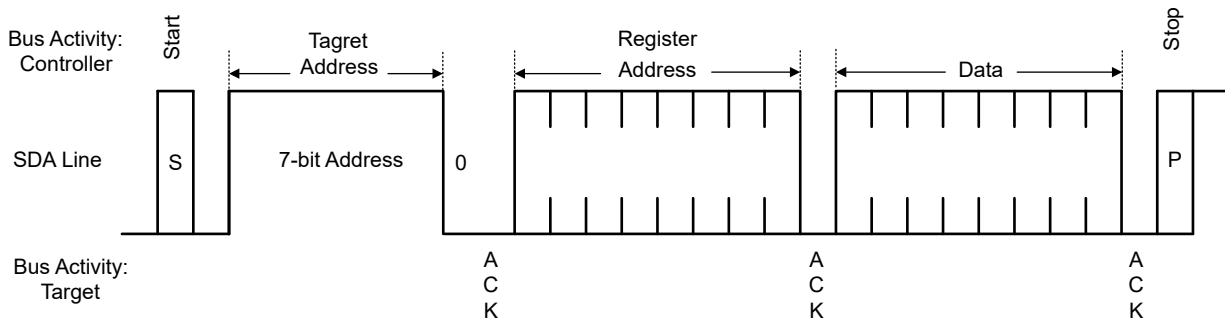 Bus Activity:
Controller
Start
Tagret
Address
Register
Address
Data
Stop
SDA Line
S
7-bit Address
0
P
Bus Activity:
Target
A
C
K
A
C
K
A
C
K